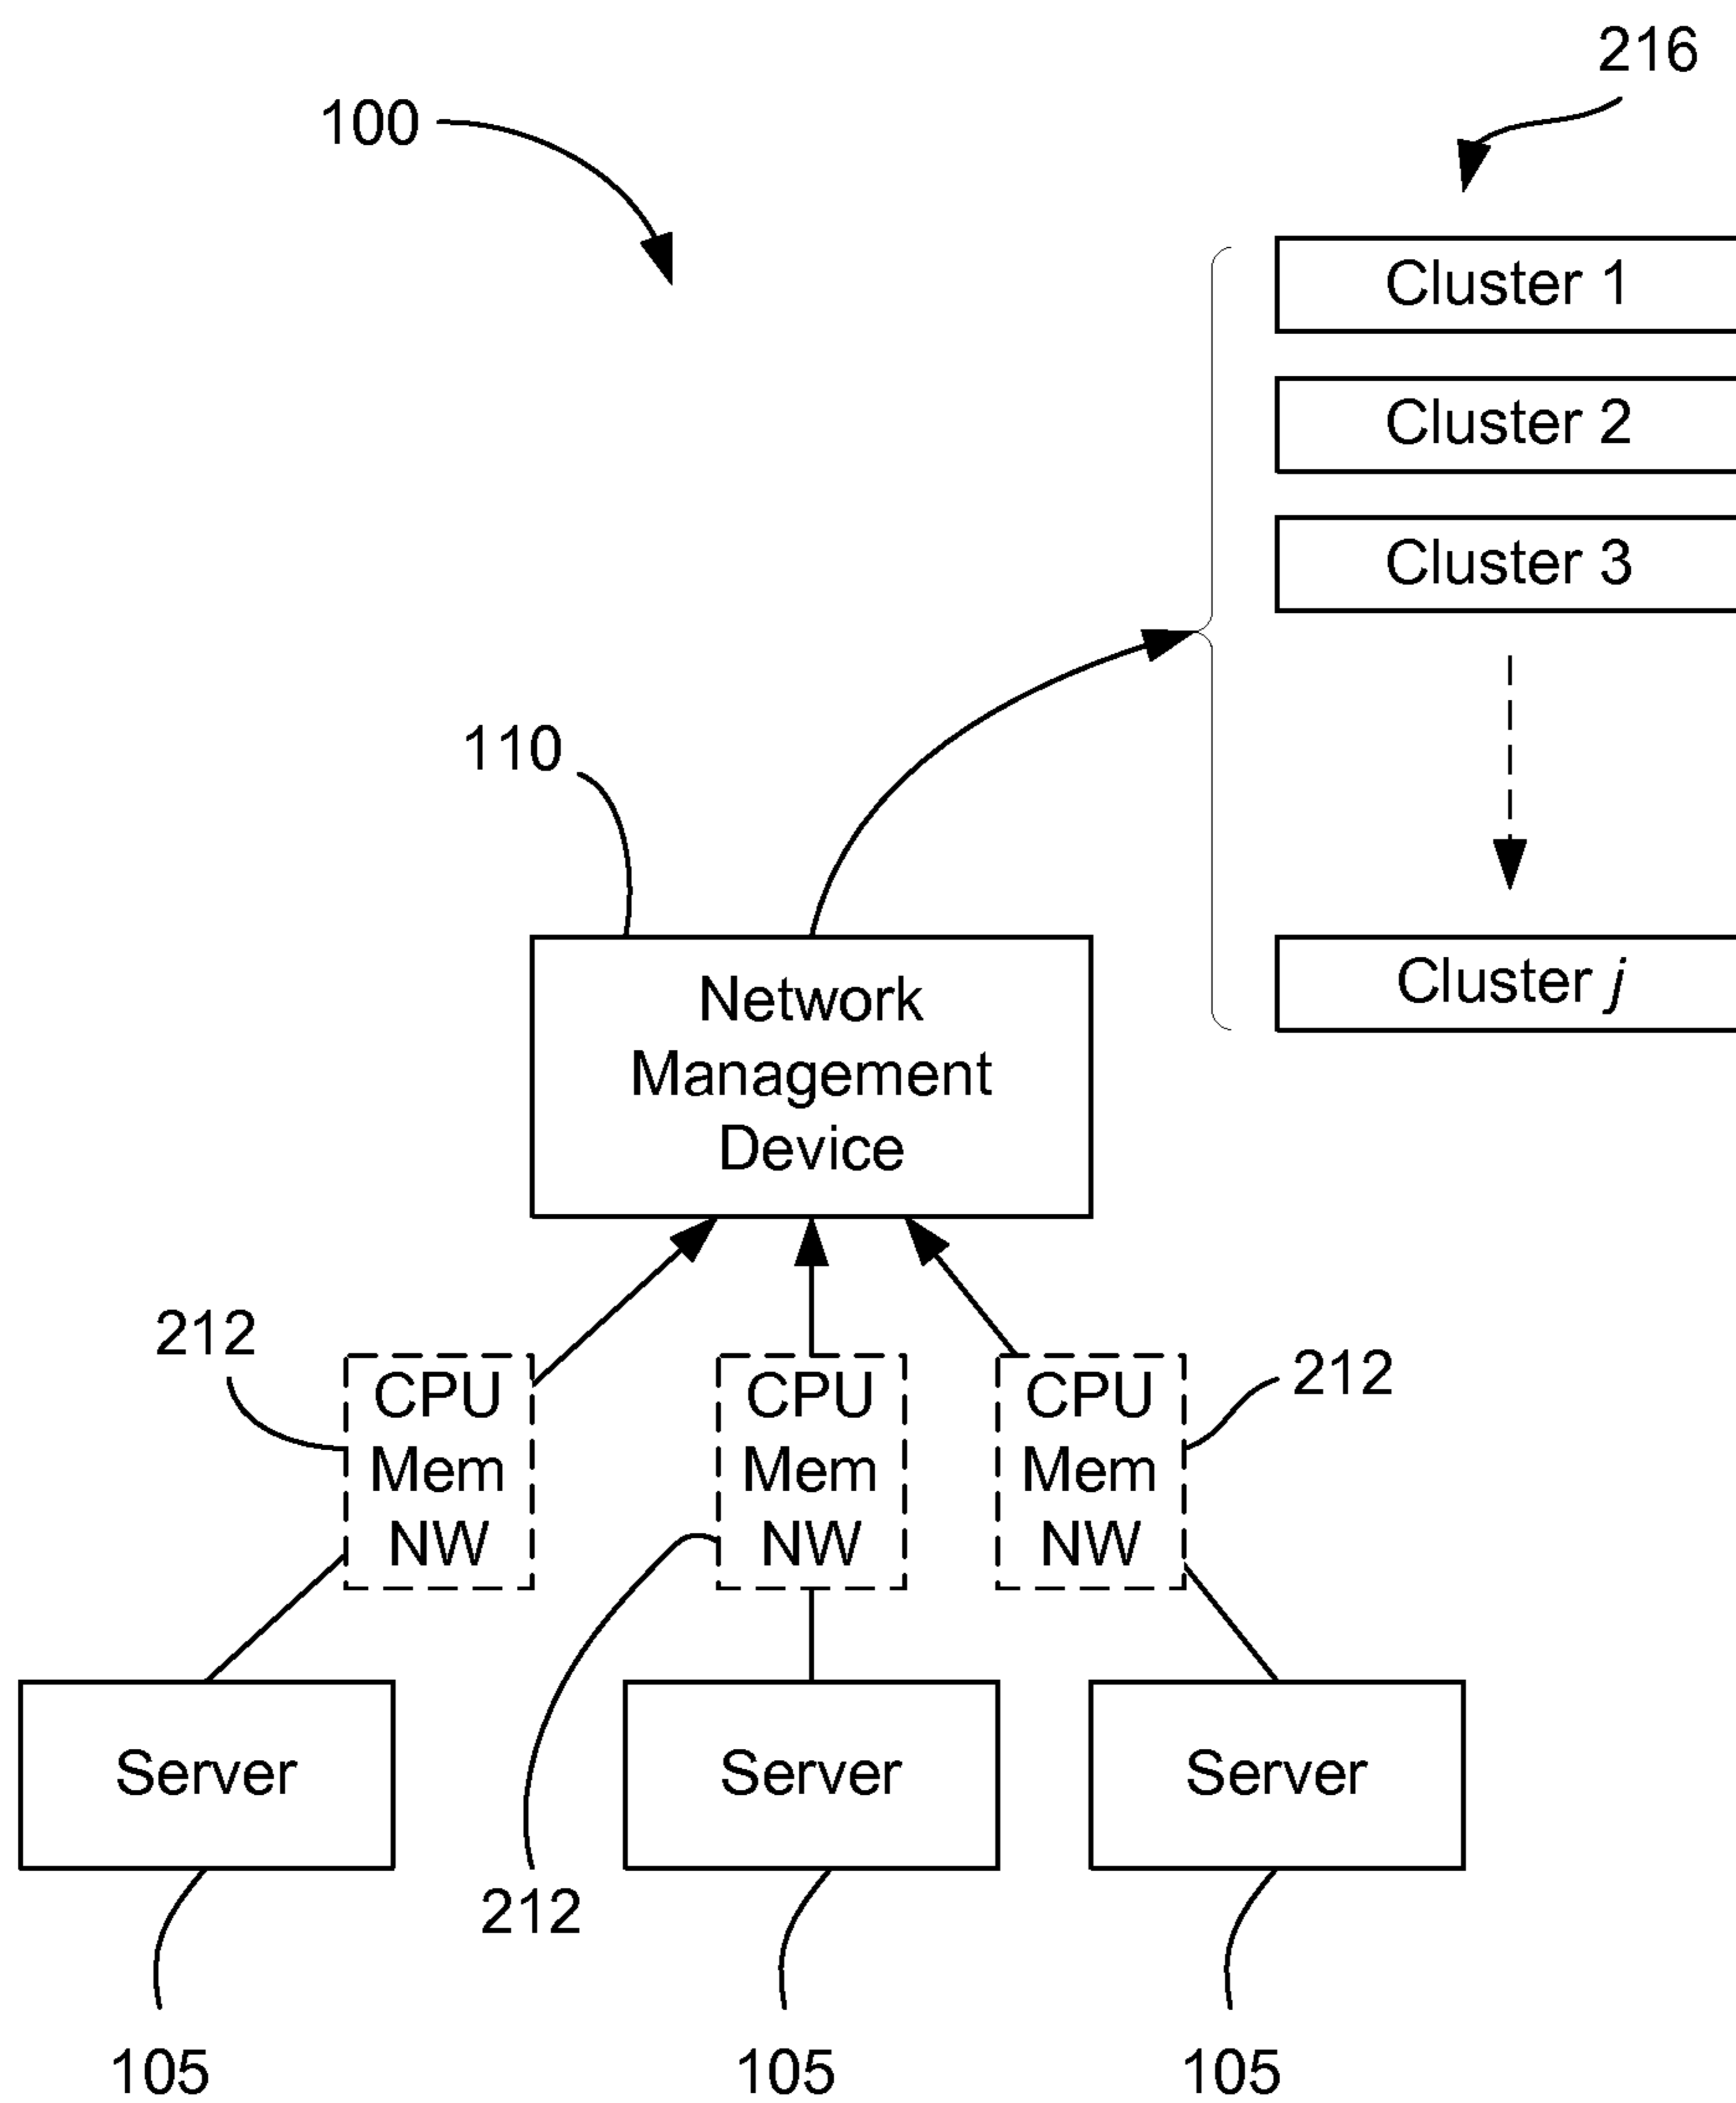 216
100
Cluster 1
Cluster 2
Cluster 3
110
Cluster j
Network
Management
Device
212
212
CPU
Mem
NW
CPU
Mem
NW
CPU
Mem
NW
Server
Server
Server
212
105
105
105